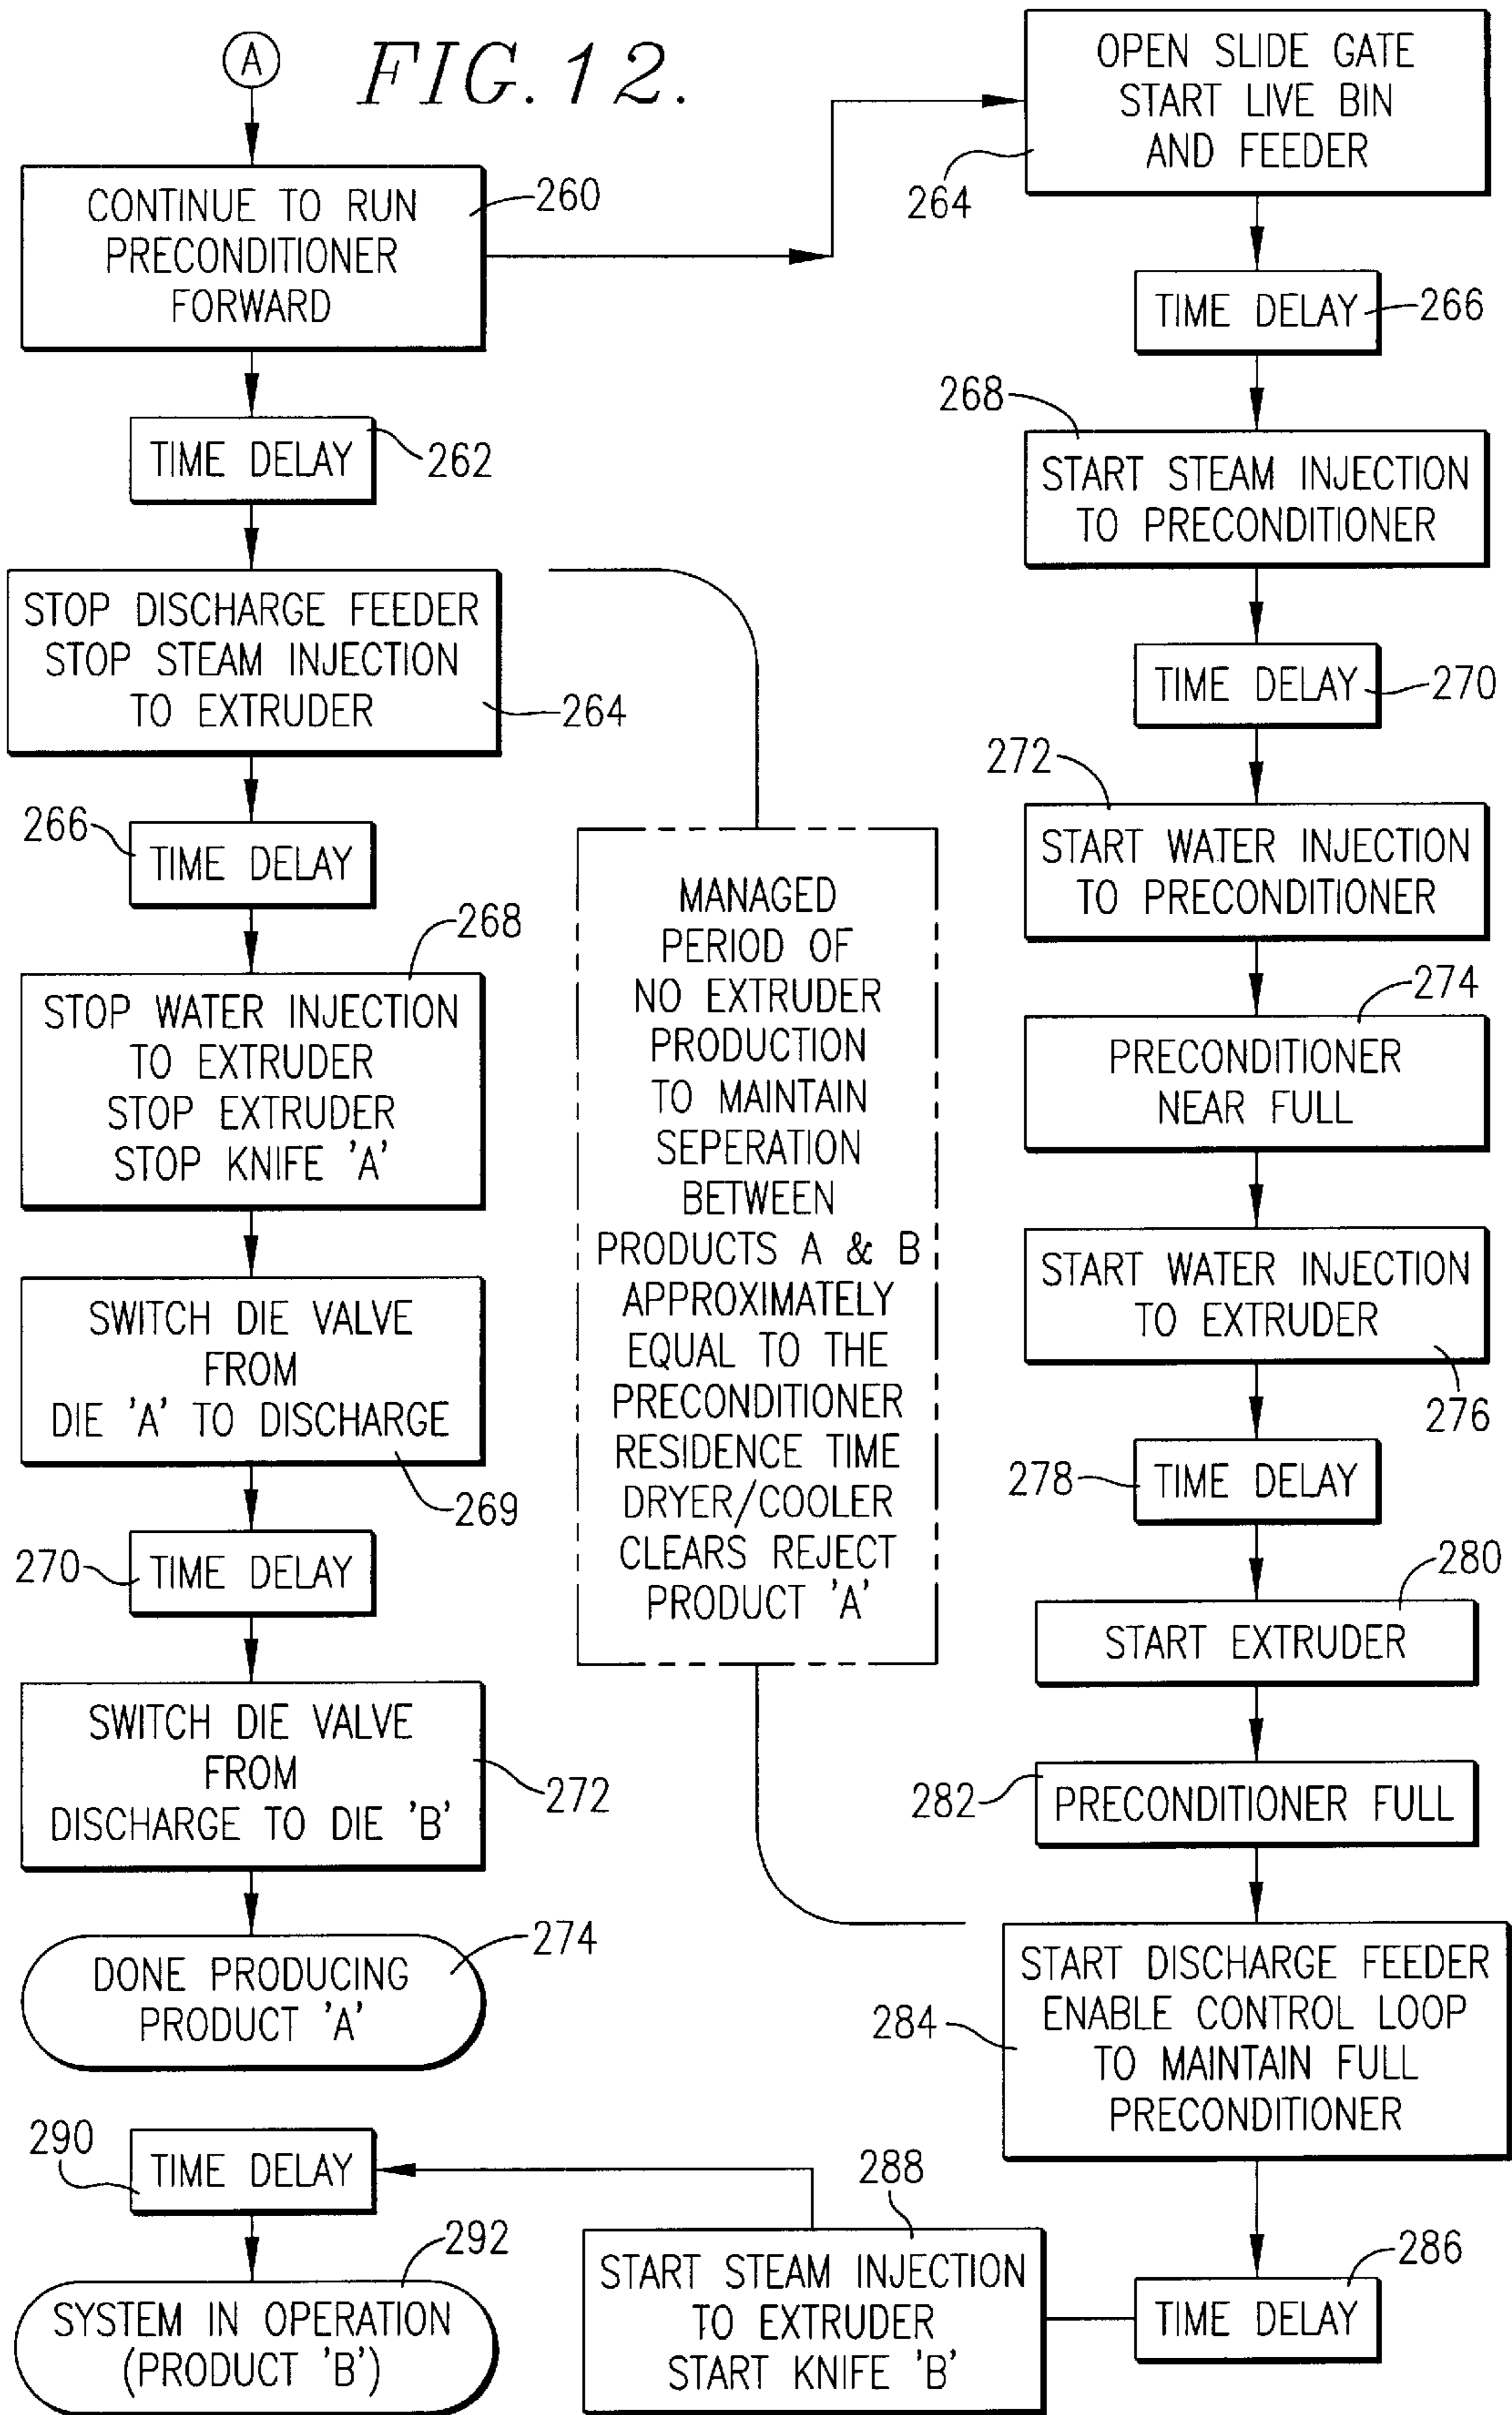 A
FIG. 12.
CONTINUE TO RUN
PRECONDITIONER
FORWARD
260
TIME DELAY
262
STOP DISCHARGE FEEDER
STOP STEAM INJECTION
TO EXTRUDER
264
266
TIME DELAY
268
STOP WATER INJECTION
TO EXTRUDER
STOP EXTRUDER
STOP KNIFE 'A'
SWITCH DIE VALVE
FROM
DIE 'A' TO DISCHARGE
269
270
TIME DELAY
SWITCH DIE VALVE
FROM
DISCHARGE TO DIE 'B'
272
274
DONE PRODUCING
PRODUCT 'A'
MANAGED
PERIOD OF
NO EXTRUDER
PRODUCTION
TO MAINTAIN
SEPERATION
BETWEEN
PRODUCTS A & B
APPROXIMATELY
EQUAL TO THE
PRECONDITIONER
RESIDENCE TIME
DRYER/COOLER
CLEARS REJECT
PRODUCT 'A'
OPEN SLIDE GATE
START LIVE BIN
AND FEEDER
264
TIME DELAY
266
268
START STEAM INJECTION
TO PRECONDITIONER
TIME DELAY
270
272
START WATER INJECTION
TO PRECONDITIONER
274
PRECONDITIONER
NEAR FULL
START WATER INJECTION
TO EXTRUDER
276
278
TIME DELAY
280
START EXTRUDER
282
PRECONDITIONER FULL
START DISCHARGE FEEDER
ENABLE CONTROL LOOP
TO MAINTAIN FULL
PRECONDITIONER
284
286
TIME DELAY
288
START STEAM INJECTION
TO EXTRUDER
START KNIFE 'B'
290
TIME DELAY
292
SYSTEM IN OPERATION
(PRODUCT 'B')